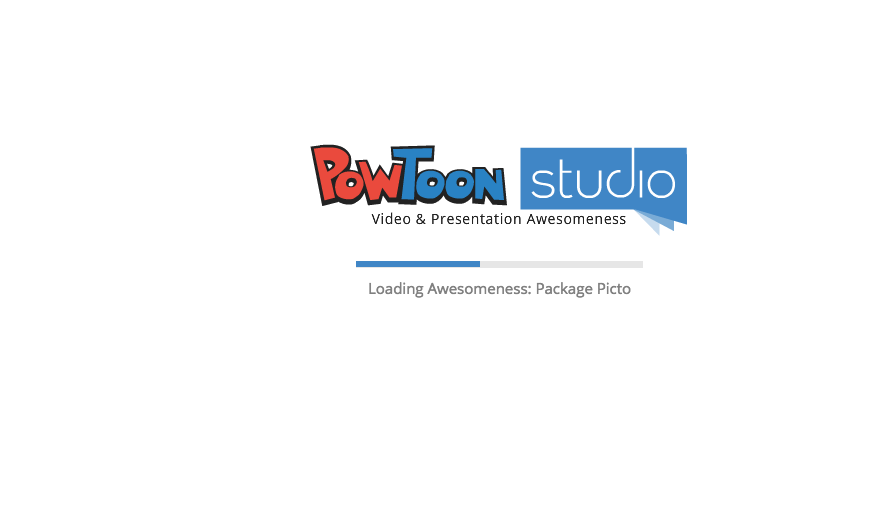 PowToon studio
Video & Presentation Awesomeness
Loading Awesomeness: Package Picto